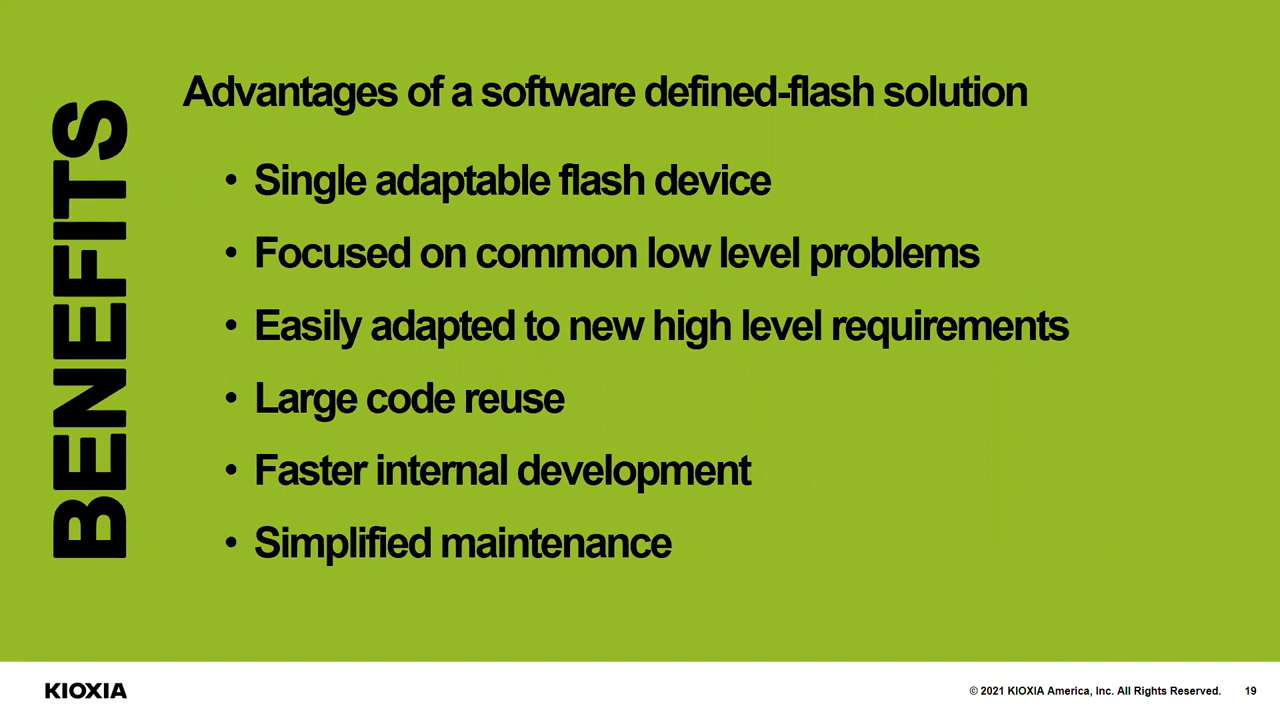 BENEFITS
Advantages of a software defined-flash solution
• Single adaptable flash device
• Focused on common low level problems
• Easily adapted to new high level requirements
• Large code reuse
• Faster internal development
• Simplified maintenance
KIOXIA
© 2021 KIOXIA America, Inc. All Rights Reserved. 19